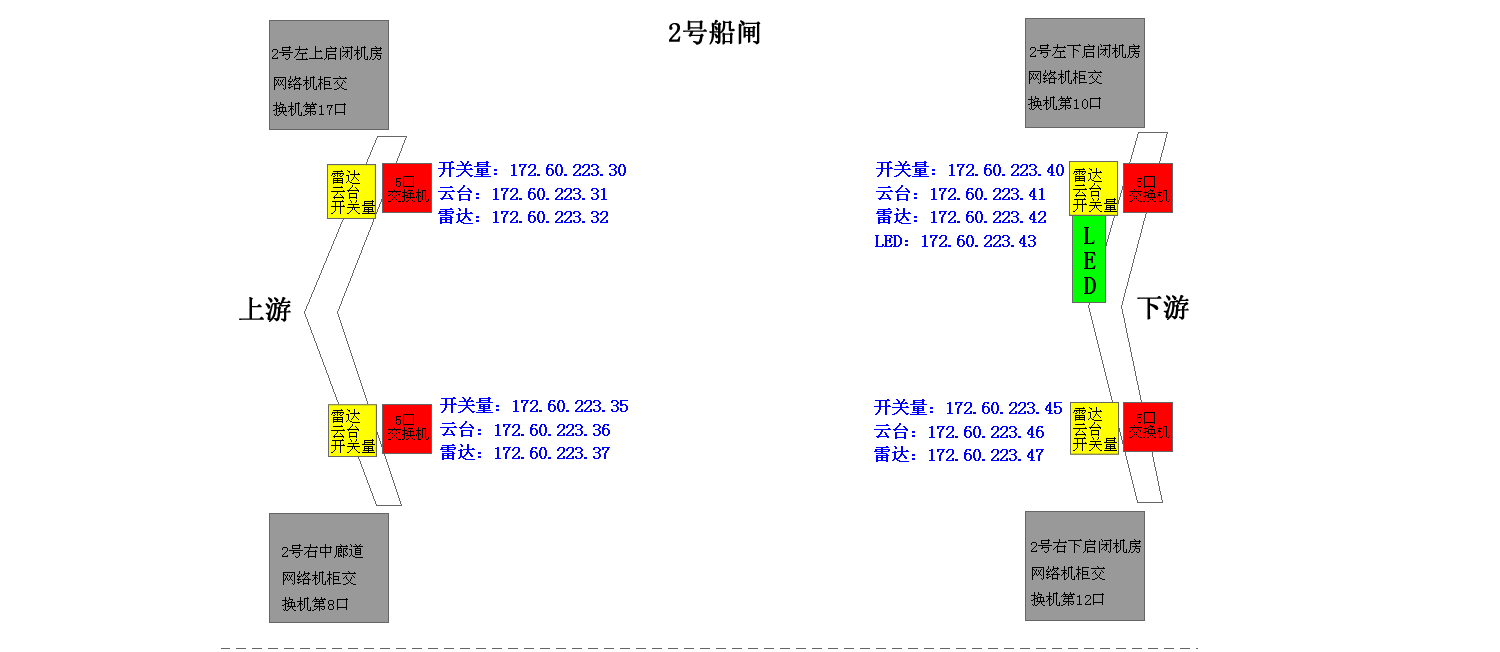 2号船闸
2号左上启闭机房
网络机柜交
换机第17口
2号左下启闭机房
网络机柜交
换机第10口
雷达
云台
开关量
5口
交换机
开关量：172.60.223.30
云台：172.60.223.31
雷达：172.60.223.32
开关量：172.60.223.40
云台：172.60.223.41
雷达：172.60.223.42
LED：172.60.223.43
雷达
云台
开关量
5口
交换机
L
E
D
上游
下游
雷达
云台
开关量
5口
交换机
开关量：172.60.223.35
云台：172.60.223.36
雷达：172.60.223.37
开关量：172.60.223.45
云台：172.60.223.46
雷达：172.60.223.47
雷达
云台
开关量
5口
交换机
2号右中廊道
网络机柜交
换机第8口
2号右下启闭机房
网络机柜交
换机第12口